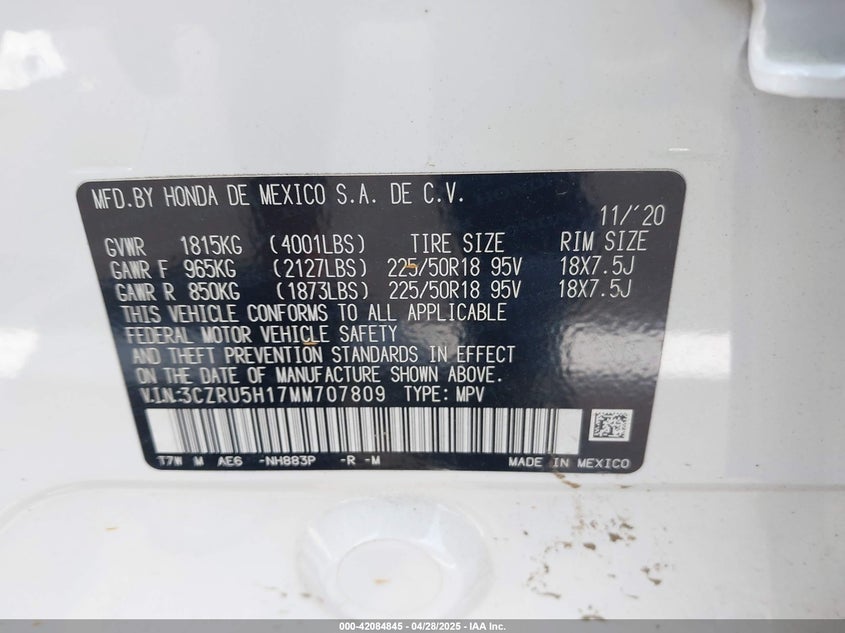 MFD.BY HONDA DE MEXICO S.A. DE C.V.
11/'20
GVWR 1815KG (4001LBS) TIRE SIZE RIM SIZE
GAWR F 965KG (2127LBS) 225/50R18 95V 18X7.5J
GAWR R 850KG (1873LBS) 225/50R18 95V 18X7.5J
THIS VEHICLE CONFORMS TO ALL APPLICABLE
FEDERAL MOTOR VEHICLE SAFETY
AND THEFT PREVENTION STANDARDS IN EFFECT
ON THE DATE OF MANUFACTURE SHOWN ABOVE.
V.I.N.:3CZRU5H17MM707809 TYPE: MPV
T7W M AE6 -NH883P -R -M MADE IN MEXICO
000-42084845 04/28/2025 - IAA Inc.